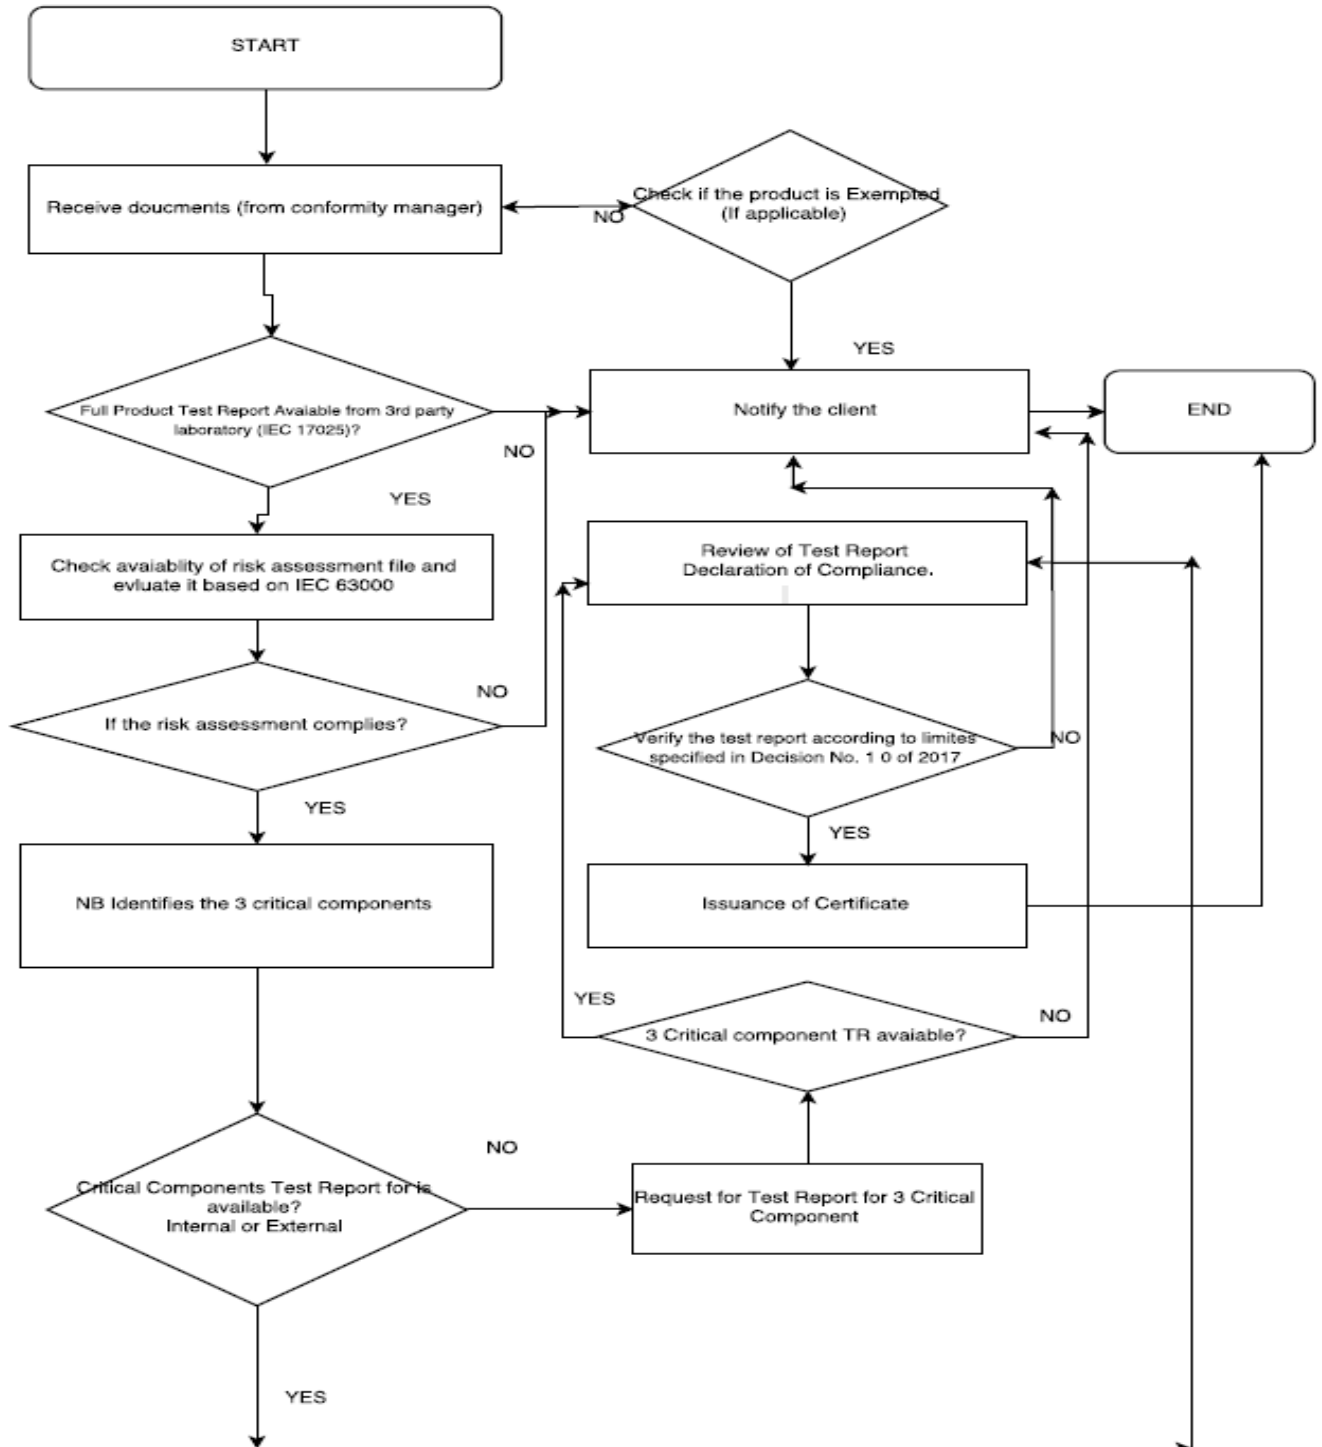 START
Receive doucments (from conformity manager)
NO
Check if the product is Exempted
(If applicable)
YES
Full Product Test Report Avaiable from 3rd party
laboratory (IEC 17025)?
NO
YES
Notify the client
END
Check avaiablity of risk assessment file and
evluate it based on IEC 63000
Review of Test Report
Declaration of Compliance.
If the risk assessment complies?
NO
YES
Verify the test report according to limites
specified in Decision No. 1 0 of 2017
NO
YES
NB Identifies the 3 critical components
Issuance of Certificate
YES
3 Critical component TR avaiable?
NO
Critical Components Test Report for is
available?
Internal or External
NO
Request for Test Report for 3 Critical
Component
YES